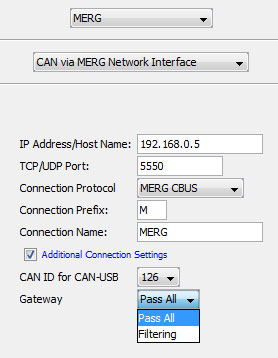 MERG
CAN via MERG Network Interface
IP Address/Host Name: 192.168.0.5
TCP/UDP Port: 5550
Connection Protocol MERG CBUS
Connection Prefix: M
Connection Name: MERG
Additional Connection Settings
CAN ID for CAN-USB 126
Gateway Pass All
Pass All
Filtering